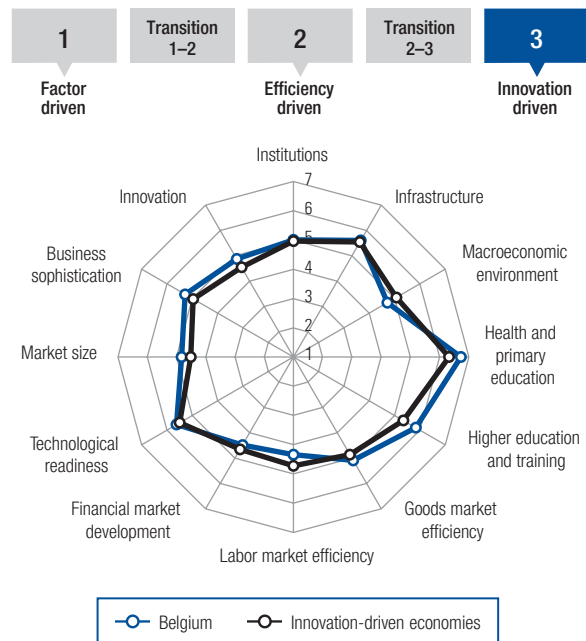 1
Transition
1–2
2
Transition
2–3
3
Factor
driven
Efficiency
driven
Innovation
driven
Institutions
7
6
5
4
3
2
1
Innovation
Infrastructure
Business
sophistication
Macroeconomic
environment
Market size
Health and
primary
education
Technological
readiness
Higher education
and training
Financial market
development
Goods market
efficiency
Labor market efficiency
Belgium
Innovation-driven economies